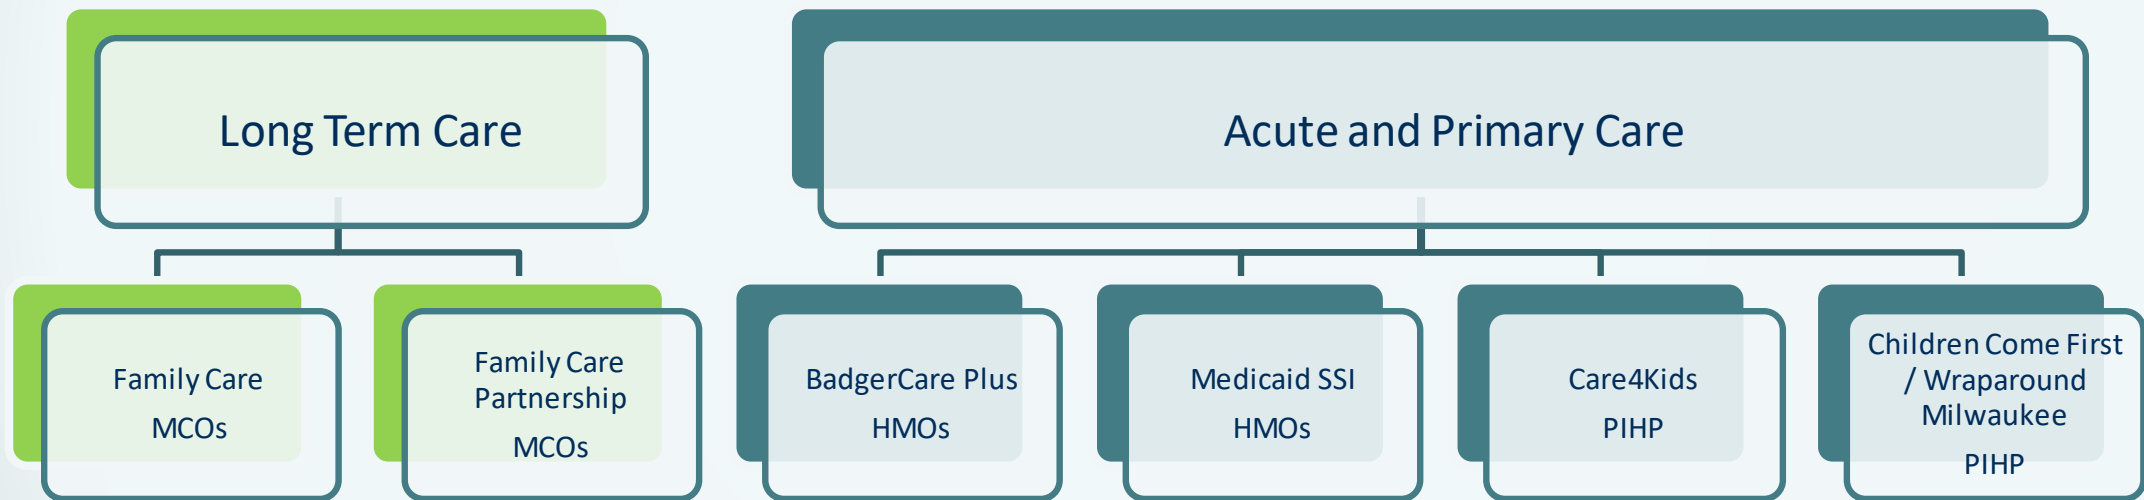 Long Term Care
Acute and Primary Care
Family Care
MCOs
Family Care
Partnership
MCOs
BadgerCare Plus
HMOs
Medicaid SSI
HMOs
Care4Kids
PIHP
Children Come First
/ Wraparound
Milwaukee
PIHP